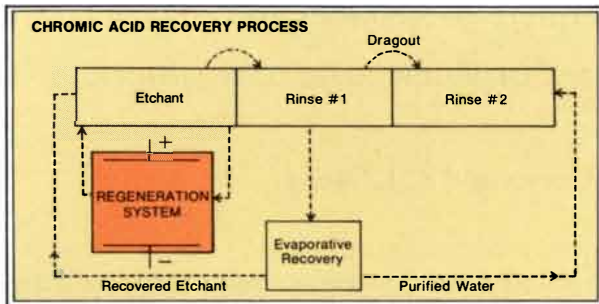 CHROMIC ACID RECOVERY PROCESS
Dragout
Etchant
Rinse #1
Rinse #2
+
REGENERATION
SYSTEM
–
Evaporative
Recovery
Recovered Etchant
Purified Water